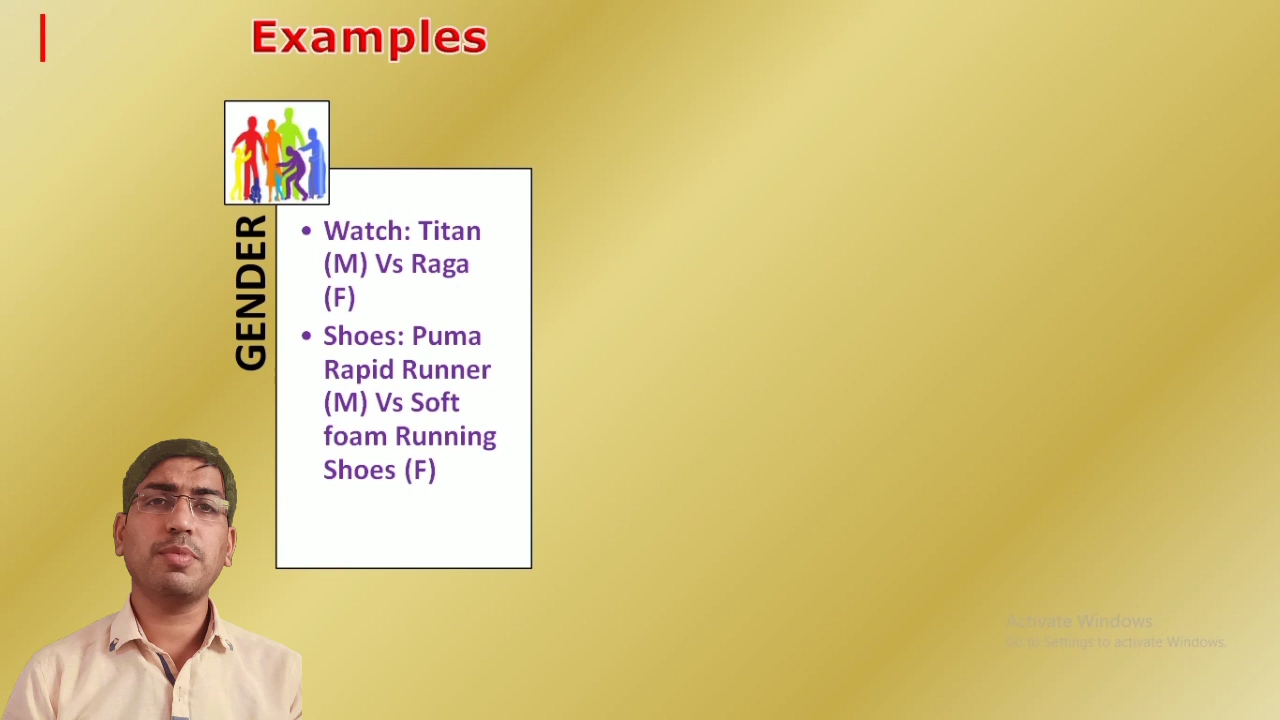 Examples
GENDER
• Watch: Titan
(M) Vs Raga
(F)
• Shoes: Puma
Rapid Runner
(M) Vs Soft
foam Running
Shoes (F)
Activate Windows
Go to Settings to activate Windows.